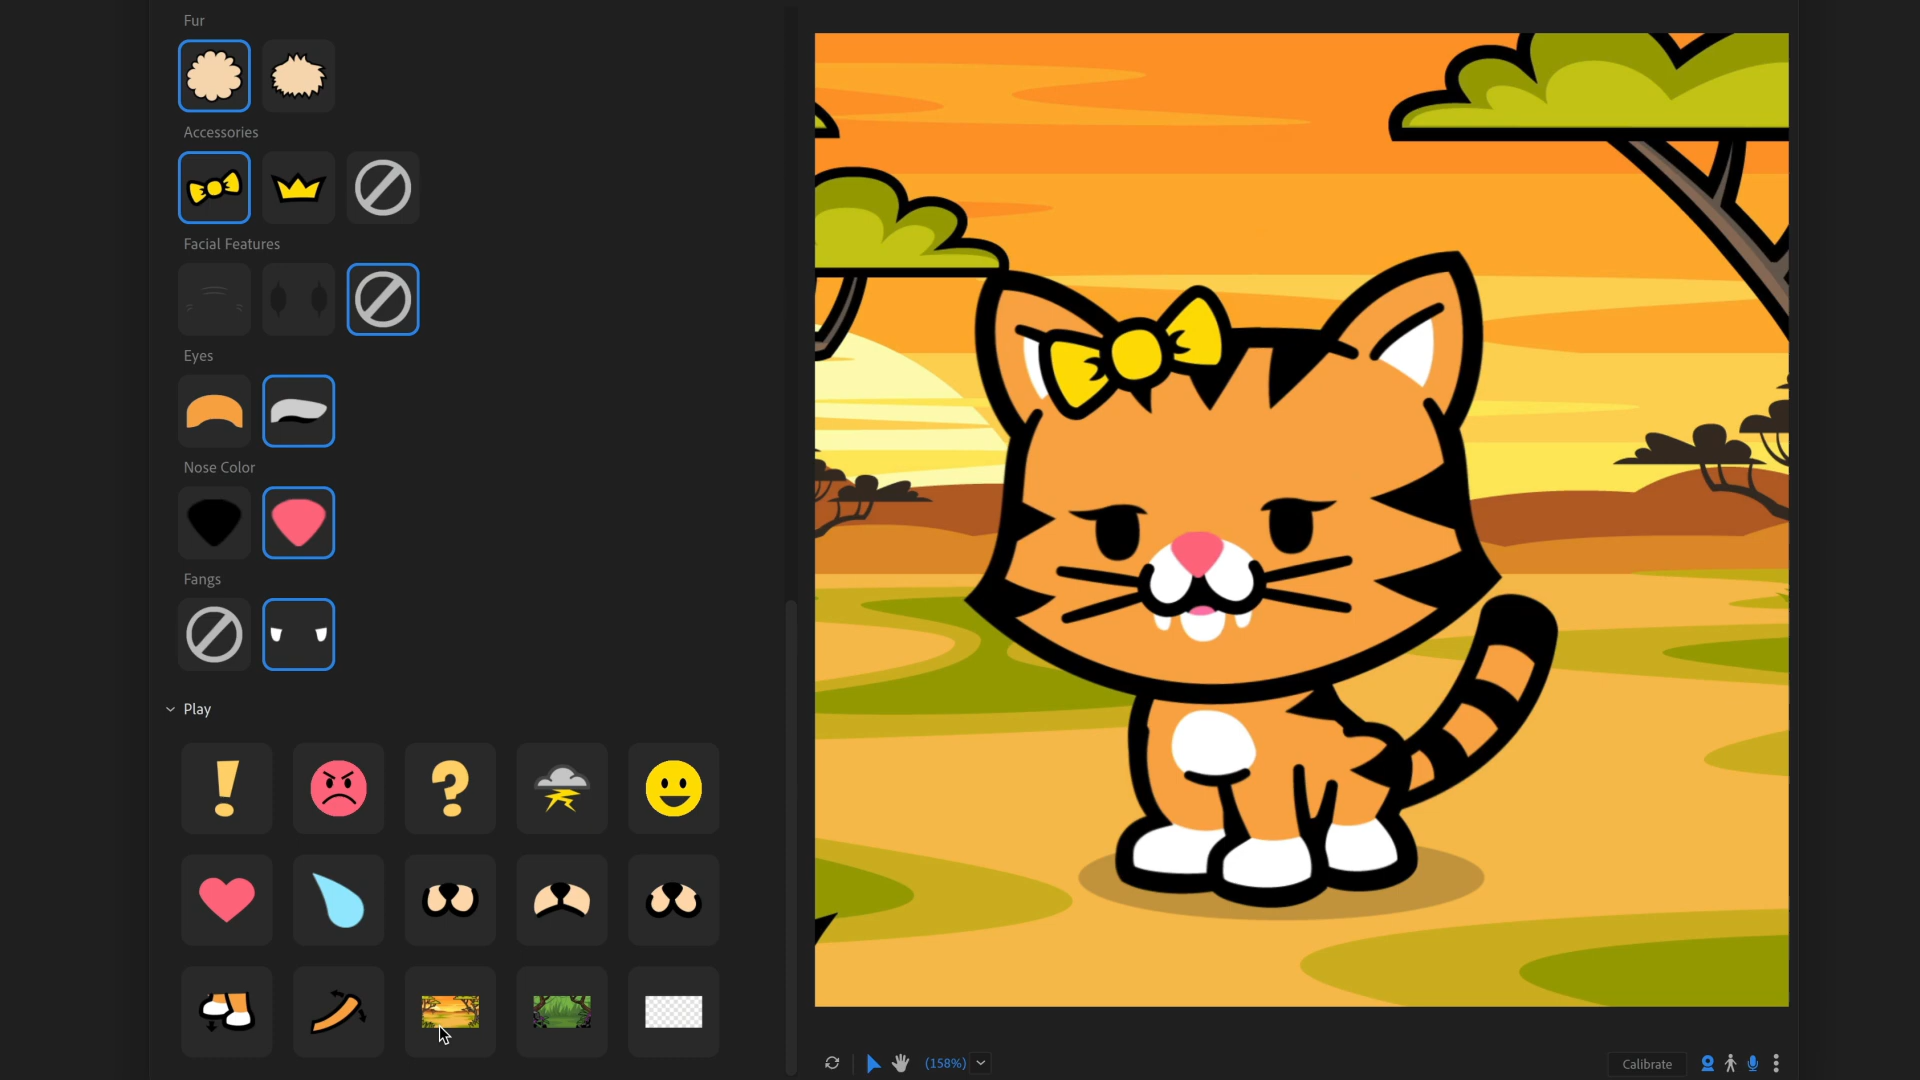 Fur
Accessories
Facial Features
Eyes
Nose Color
Fangs
Play
(158%)
Calibrate